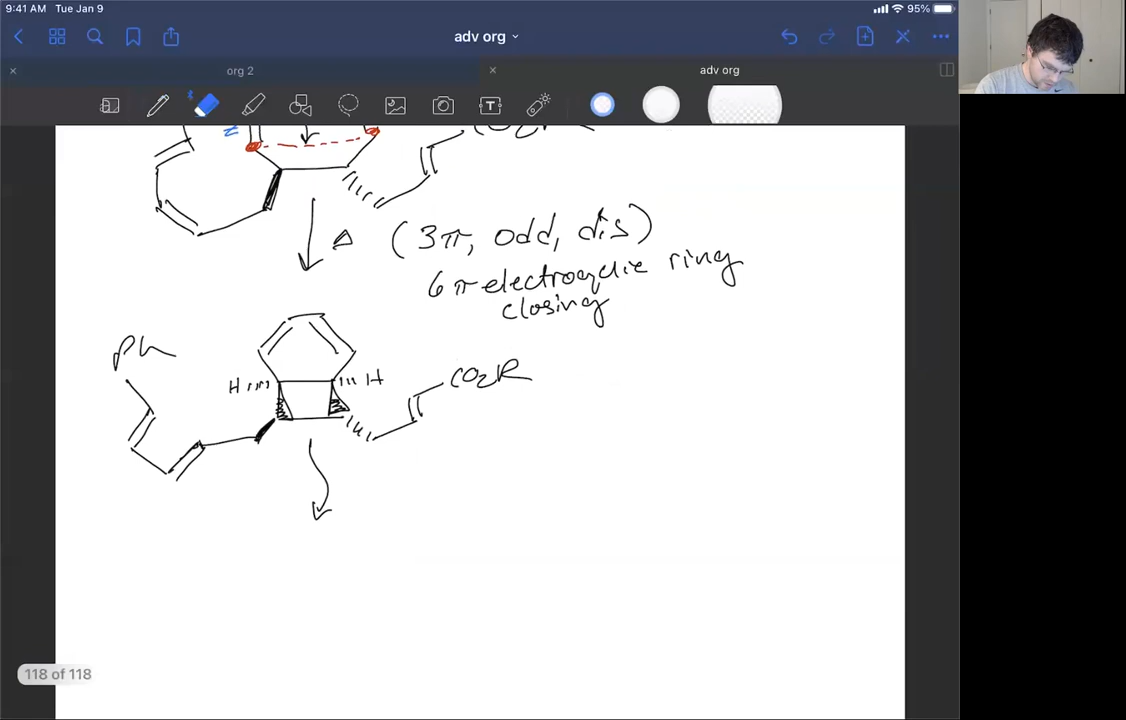 9:41 AM Tue Jan 9
95%
adv org
org 2
adv org
T
Z
Δ (3π, odd, dis)
6π electrocyclic ring
closing
Ph
H
H
CO2R
118 of 118